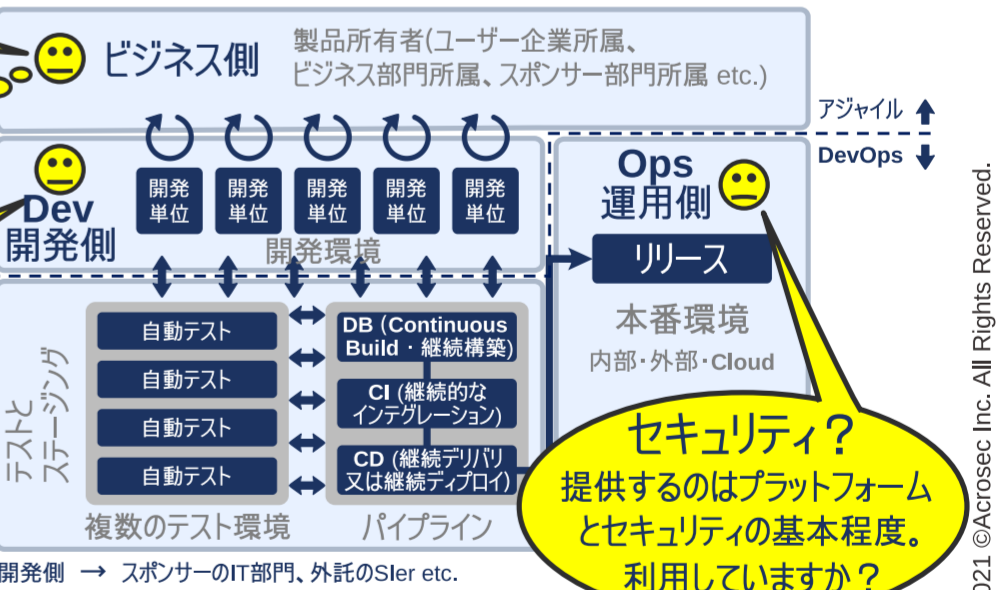 ビジネス側
製品所有者(ユーザー企業所属、
ビジネス部門所属、スポンサー部門所属 etc.)
アジャイル
DevOps
Dev
開発側
開発
単位
開発
単位
開発
単位
開発
単位
開発
単位
開発環境
Ops
運用側
リリース
本番環境
内部・外部・Cloud
テストと
ステージング
自動テスト
自動テスト
自動テスト
自動テスト
複数のテスト環境
DB (Continuous
Build・継続構築)
CI (継続的な
インテグレーション)
CD (継続デリバリ
又は継続ディプロイ)
パイプライン
セキュリティ?
提供するのはプラットフォーム
とセキュリティの基本程度。
利用していますか?
開発側 → スポンサーのIT部門、外託のSIer etc.
021 ©Acrosec Inc. All Rights Reserved.